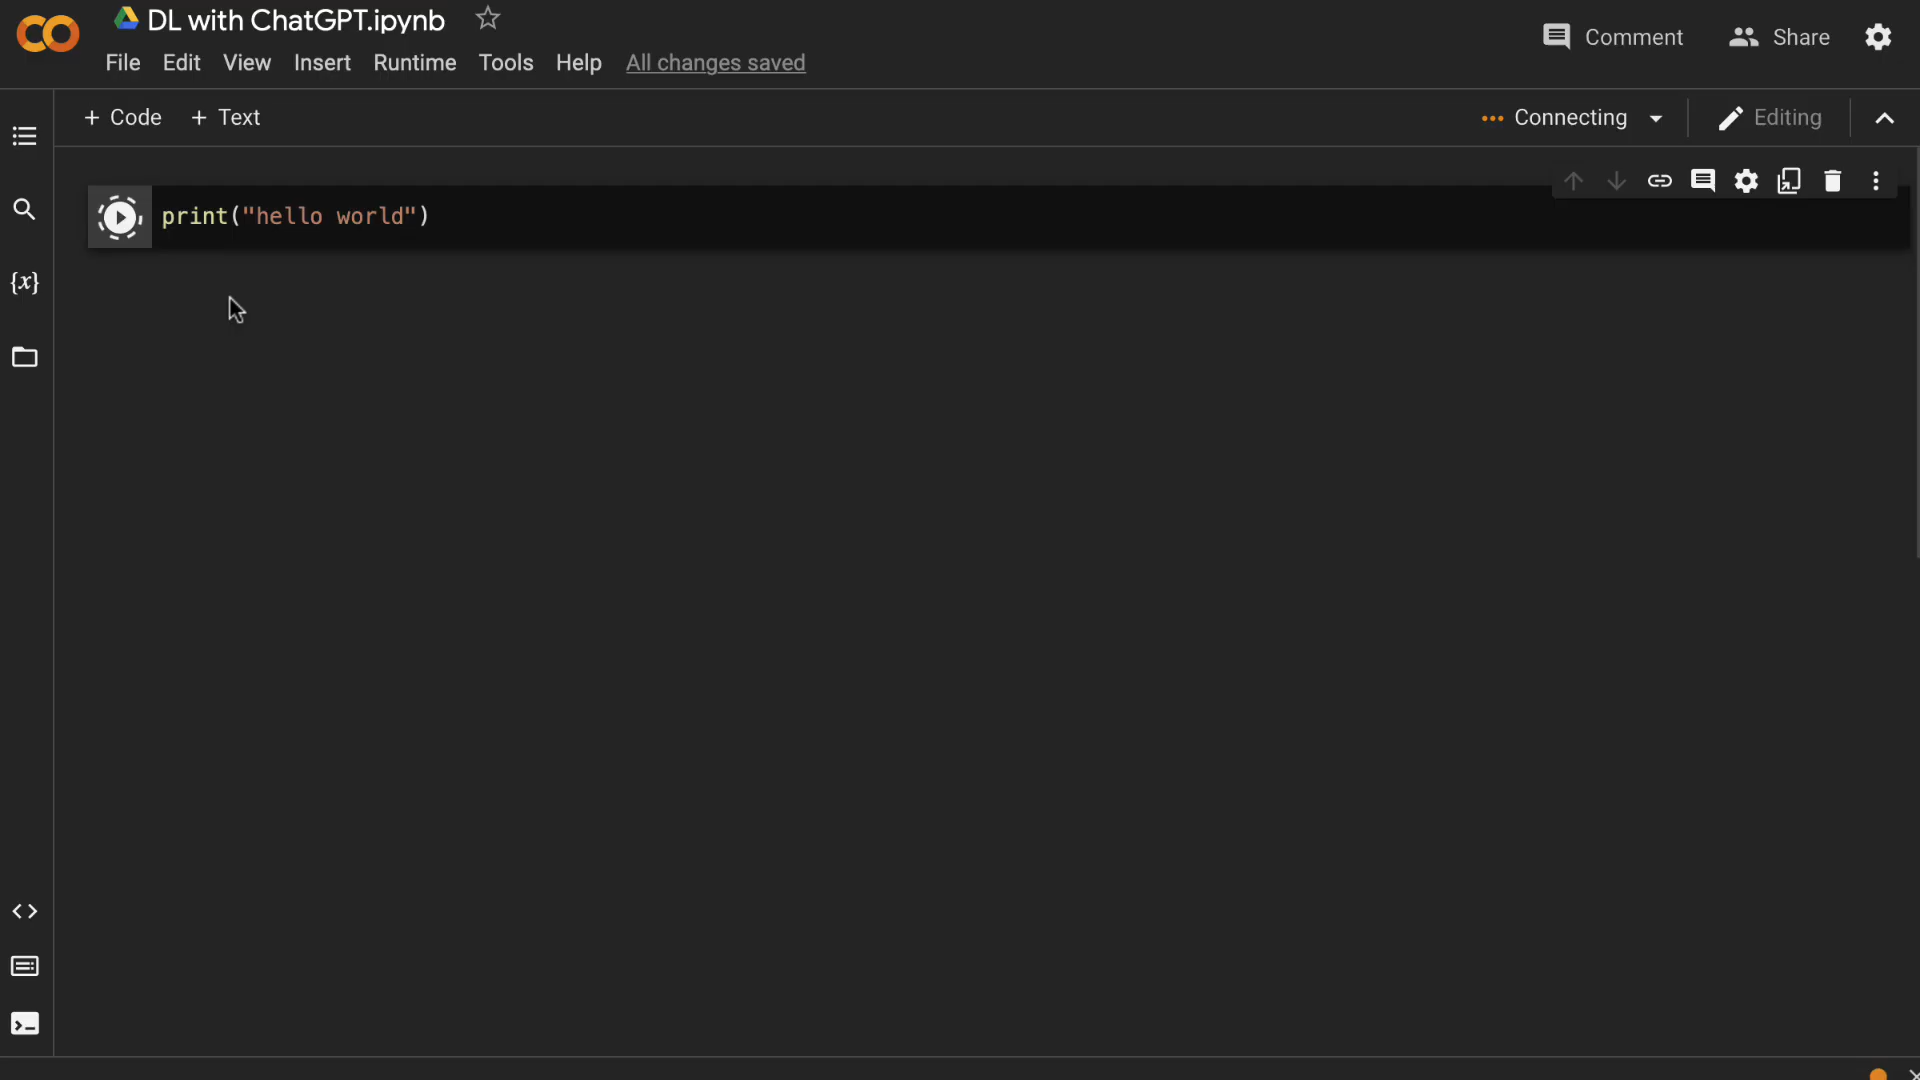 DL with ChatGPT.ipynb
File Edit View Insert Runtime Tools Help All changes saved
Comment Share
+ Code + Text
Connecting Editing
{x}
print("hello world")